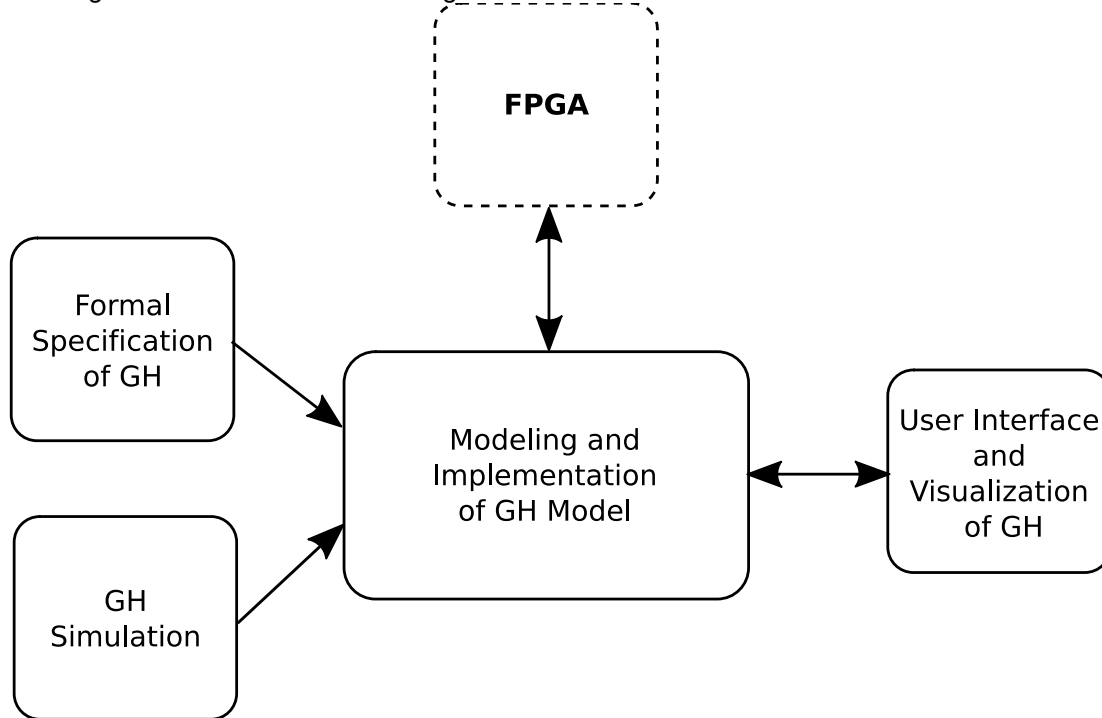 FPGA
Formal
Specification
of GH
Modeling and
Implementation
of GH Model
User Interface
and
Visualization
of GH
GH
Simulation